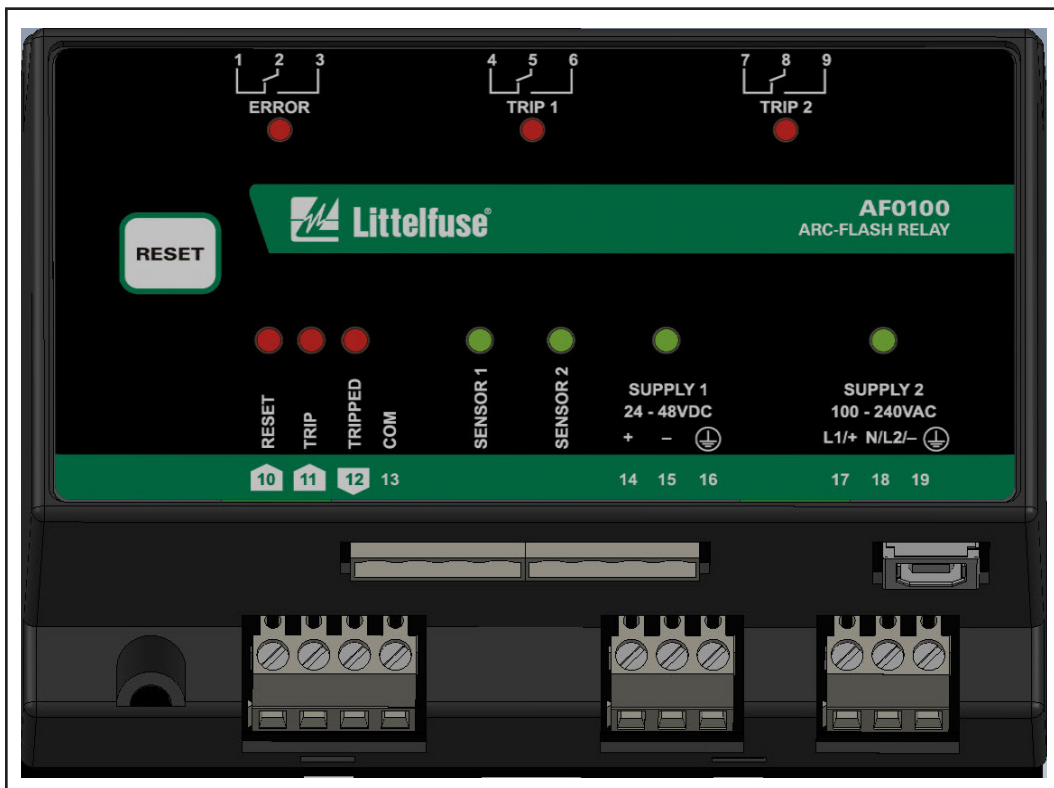 1 2 3
ERROR
4 5 6
TRIP 1
7 8 9
TRIP 2
RESET
Littelfuse®
AF0100
ARC-FLASH RELAY
RESET
TRIP
TRIPPED
COM
SENSOR 1
SENSOR 2
SUPPLY 1
24 - 48VDC
+ –
SUPPLY 2
100 - 240VAC
L1/+ N/L2/–
10 11 12 13
14 15 16
17 18 19